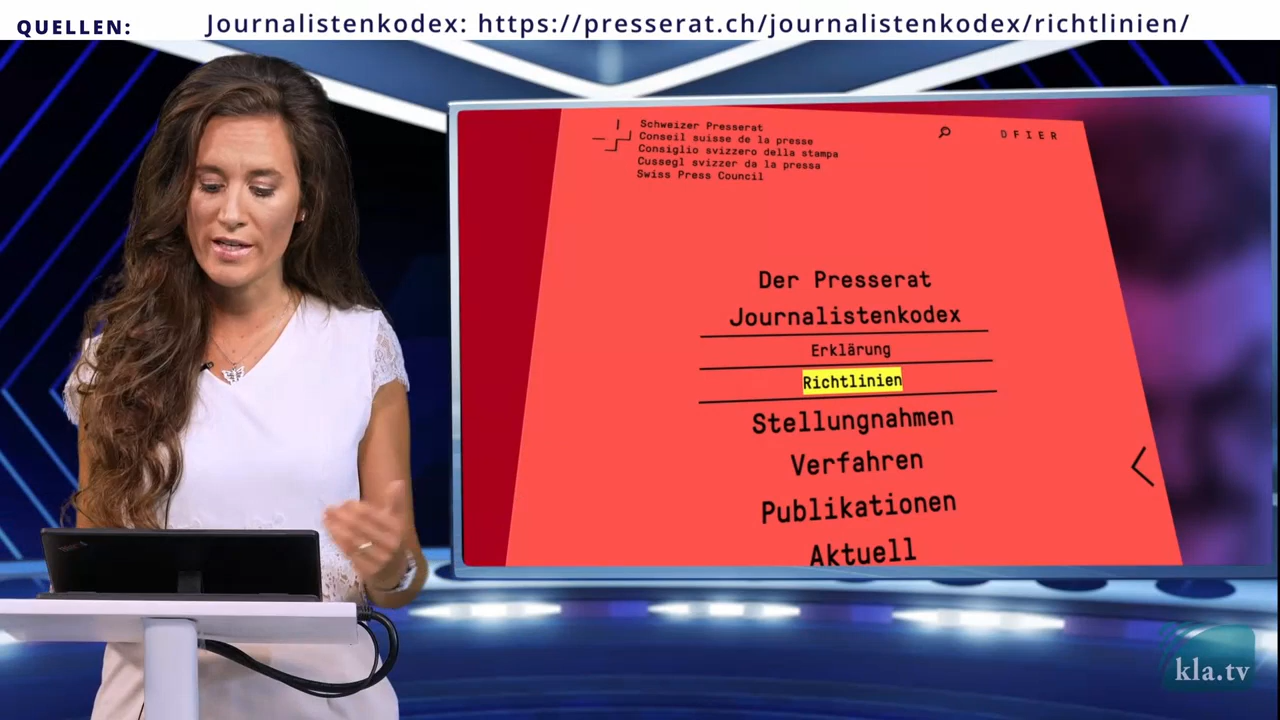 QUELLEN: Journalistenkodex: https://presserat.ch/journalistenkodex/richtlinien/
Schweizer Presserat
Conseil suisse de la presse
Consiglio svizzero della stampa
Cussegl svizzer da la pressa
Swiss Press Council
D F I E R
Der Presserat
Journalistenkodex
Erklärung
Richtlinien
Stellungnahmen
Verfahren
Publikationen
Aktuell
kla.tv